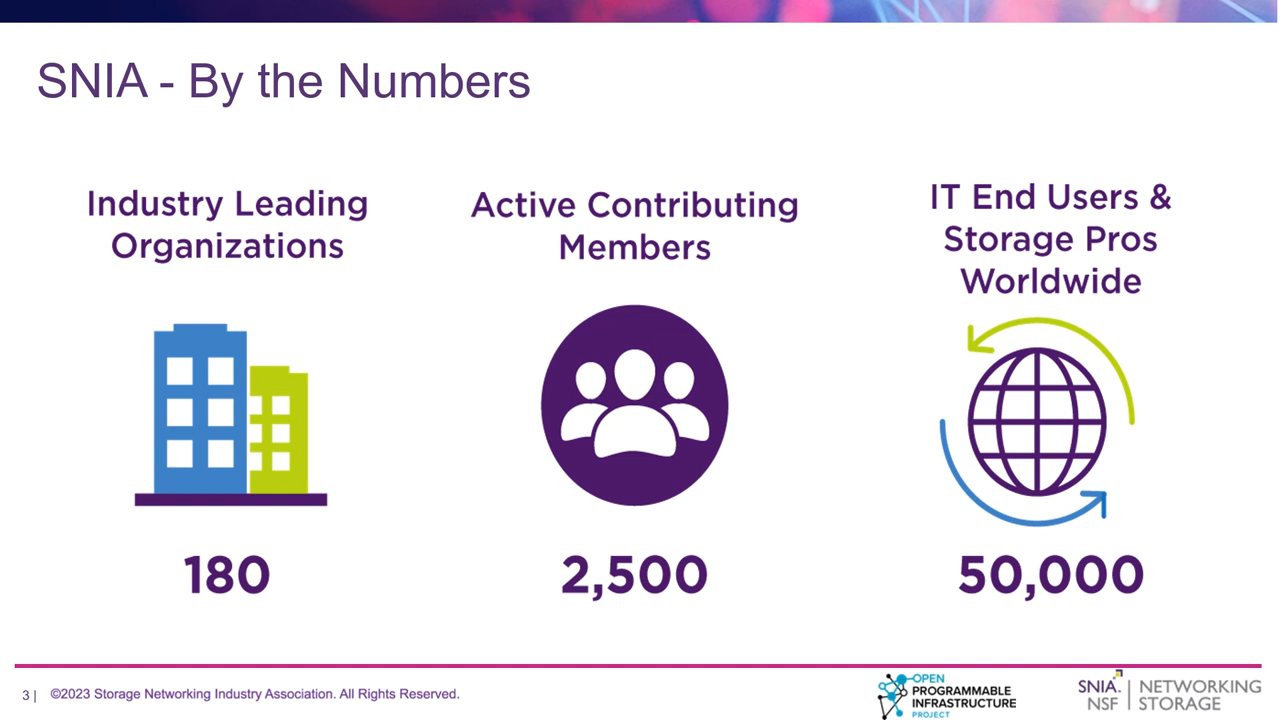 SNIA - By the Numbers
Industry Leading
Organizations
180
Active Contributing
Members
2,500
IT End Users &
Storage Pros
Worldwide
50,000
3 | ©2023 Storage Networking Industry Association. All Rights Reserved.
OPEN
PROGRAMMABLE
INFRASTRUCTURE
PROJECT
SNIA. | NETWORKING
NSF | STORAGE